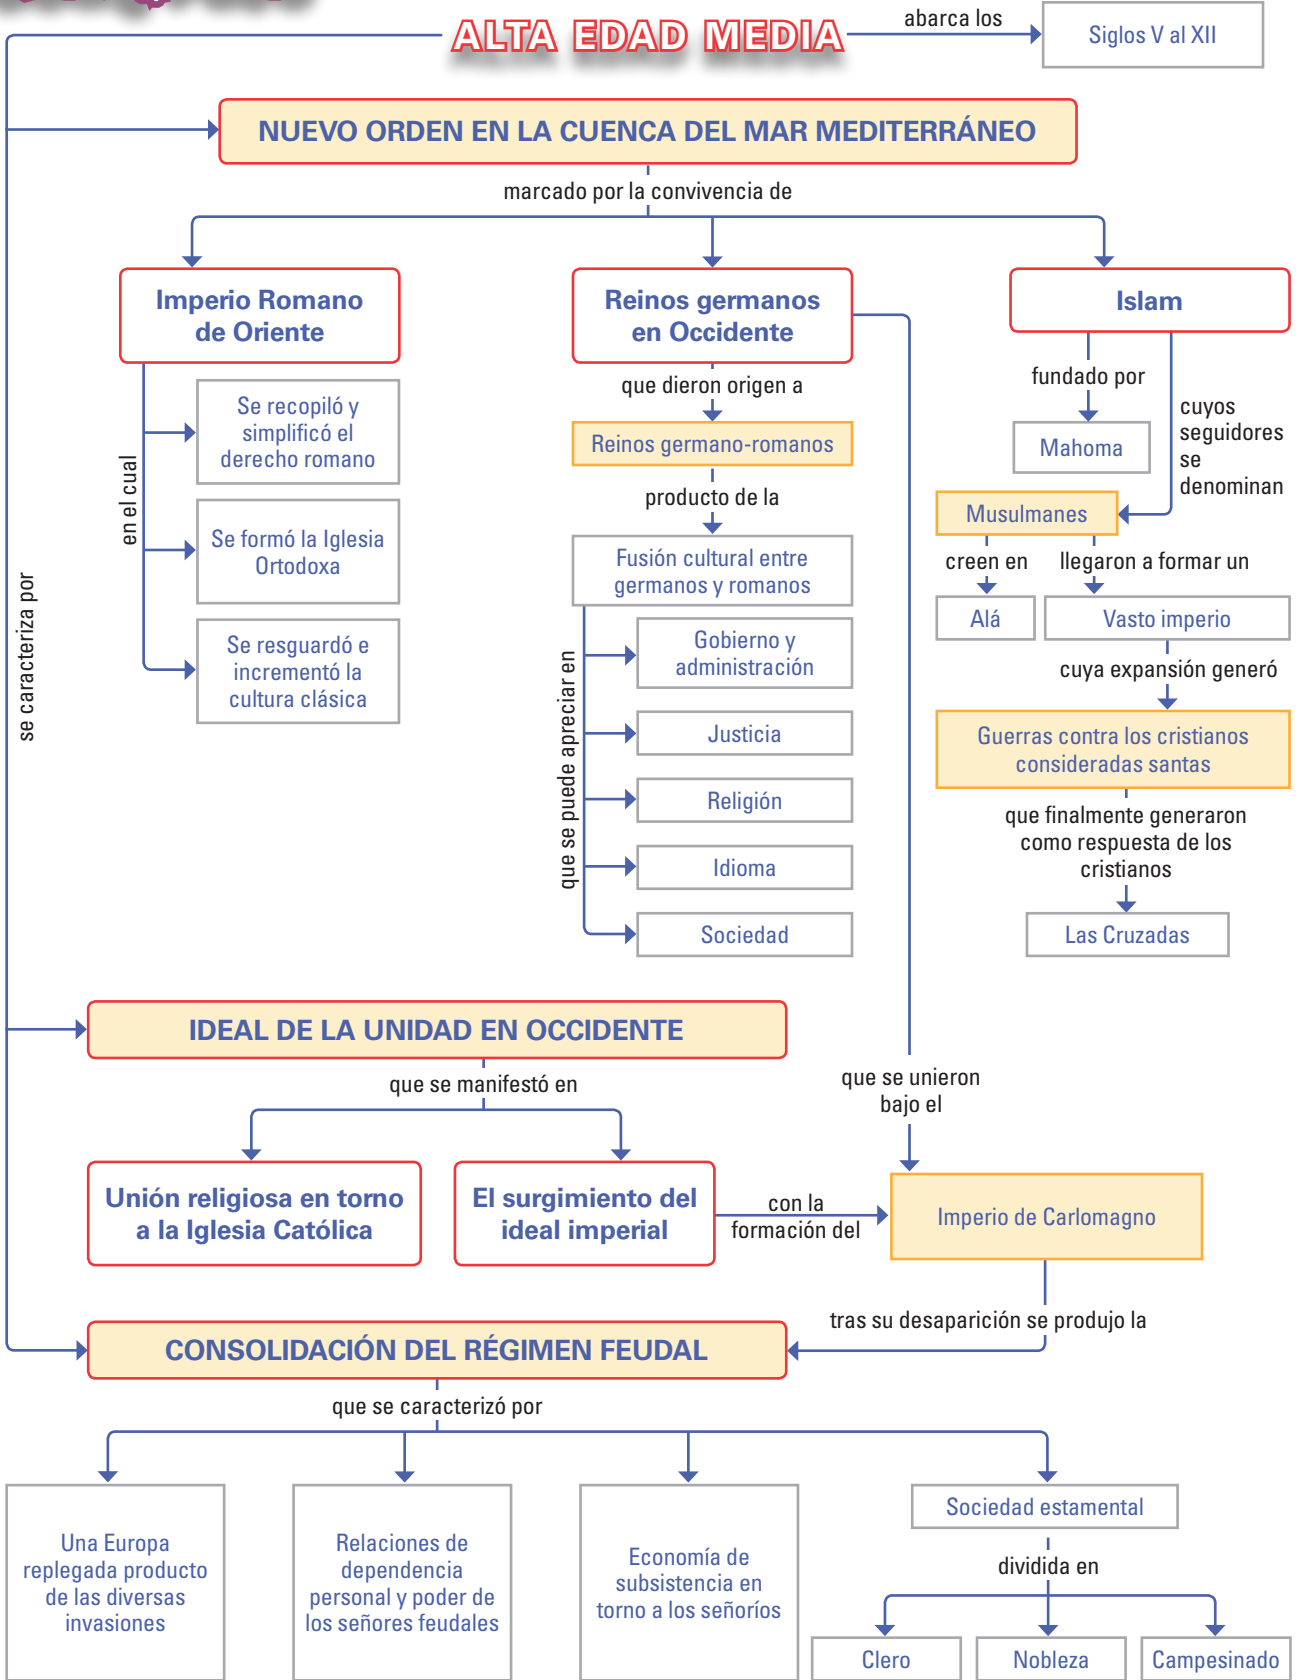 ALTA EDAD MEDIA
abarca los
Siglos V al XII
se caracteriza por
NUEVO ORDEN EN LA CUENCA DEL MAR MEDITERRÁNEO
marcado por la convivencia de
Imperio Romano
de Oriente
en el cual
Se recopiló y
simplificó el
derecho romano
Se formó la Iglesia
Ortodoxa
Se resguardó e
incrementó la
cultura clásica
Reinos germanos
en Occidente
que dieron origen a
Reinos germano-romanos
producto de la
Fusión cultural entre
germanos y romanos
que se puede apreciar en
Gobierno y
administración
Justicia
Religión
Idioma
Sociedad
Islam
fundado por
Mahoma
cuyos
seguidores
se
denominan
Musulmanes
creen en
Alá
llegaron a formar un
Vasto imperio
cuya expansión generó
Guerras contra los cristianos
consideradas santas
que finalmente generaron
como respuesta de los
cristianos
Las Cruzadas
IDEAL DE LA UNIDAD EN OCCIDENTE
que se manifestó en
Unión religiosa en torno
a la Iglesia Católica
El surgimiento del
ideal imperial
con la
formación del
que se unieron
bajo el
Imperio de Carlomagno
tras su desaparición se produjo la
CONSOLIDACIÓN DEL RÉGIMEN FEUDAL
que se caracterizó por
Una Europa
replegada producto
de las diversas
invasiones
Relaciones de
dependencia
personal y poder de
los señores feudales
Economía de
subsistencia en
torno a los señoríos
Sociedad estamental
dividida en
Clero
Nobleza
Campesinado